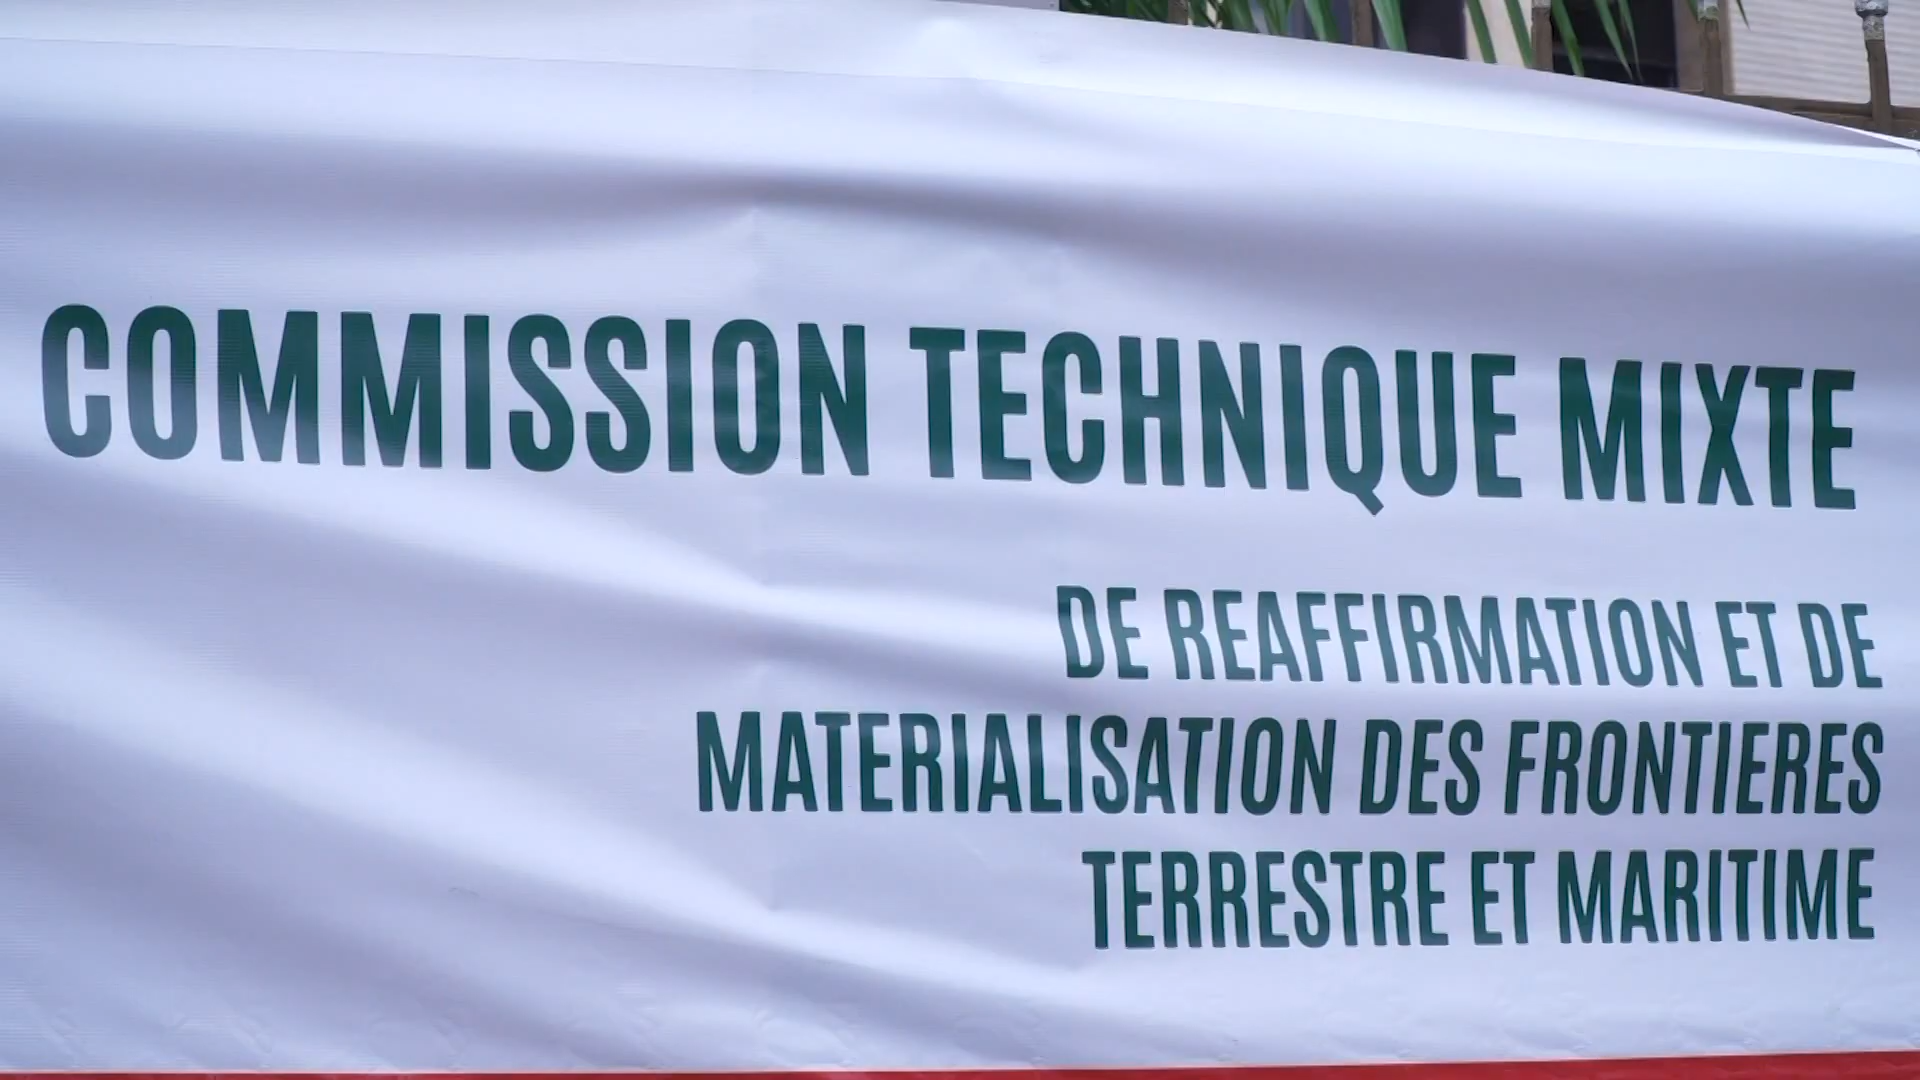 COMMISSION TECHNIQUE MIXTE
DE REAFFIRMATION ET DE
MATERIALISATION DES FRONTIERES
TERRESTRE ET MARITIME